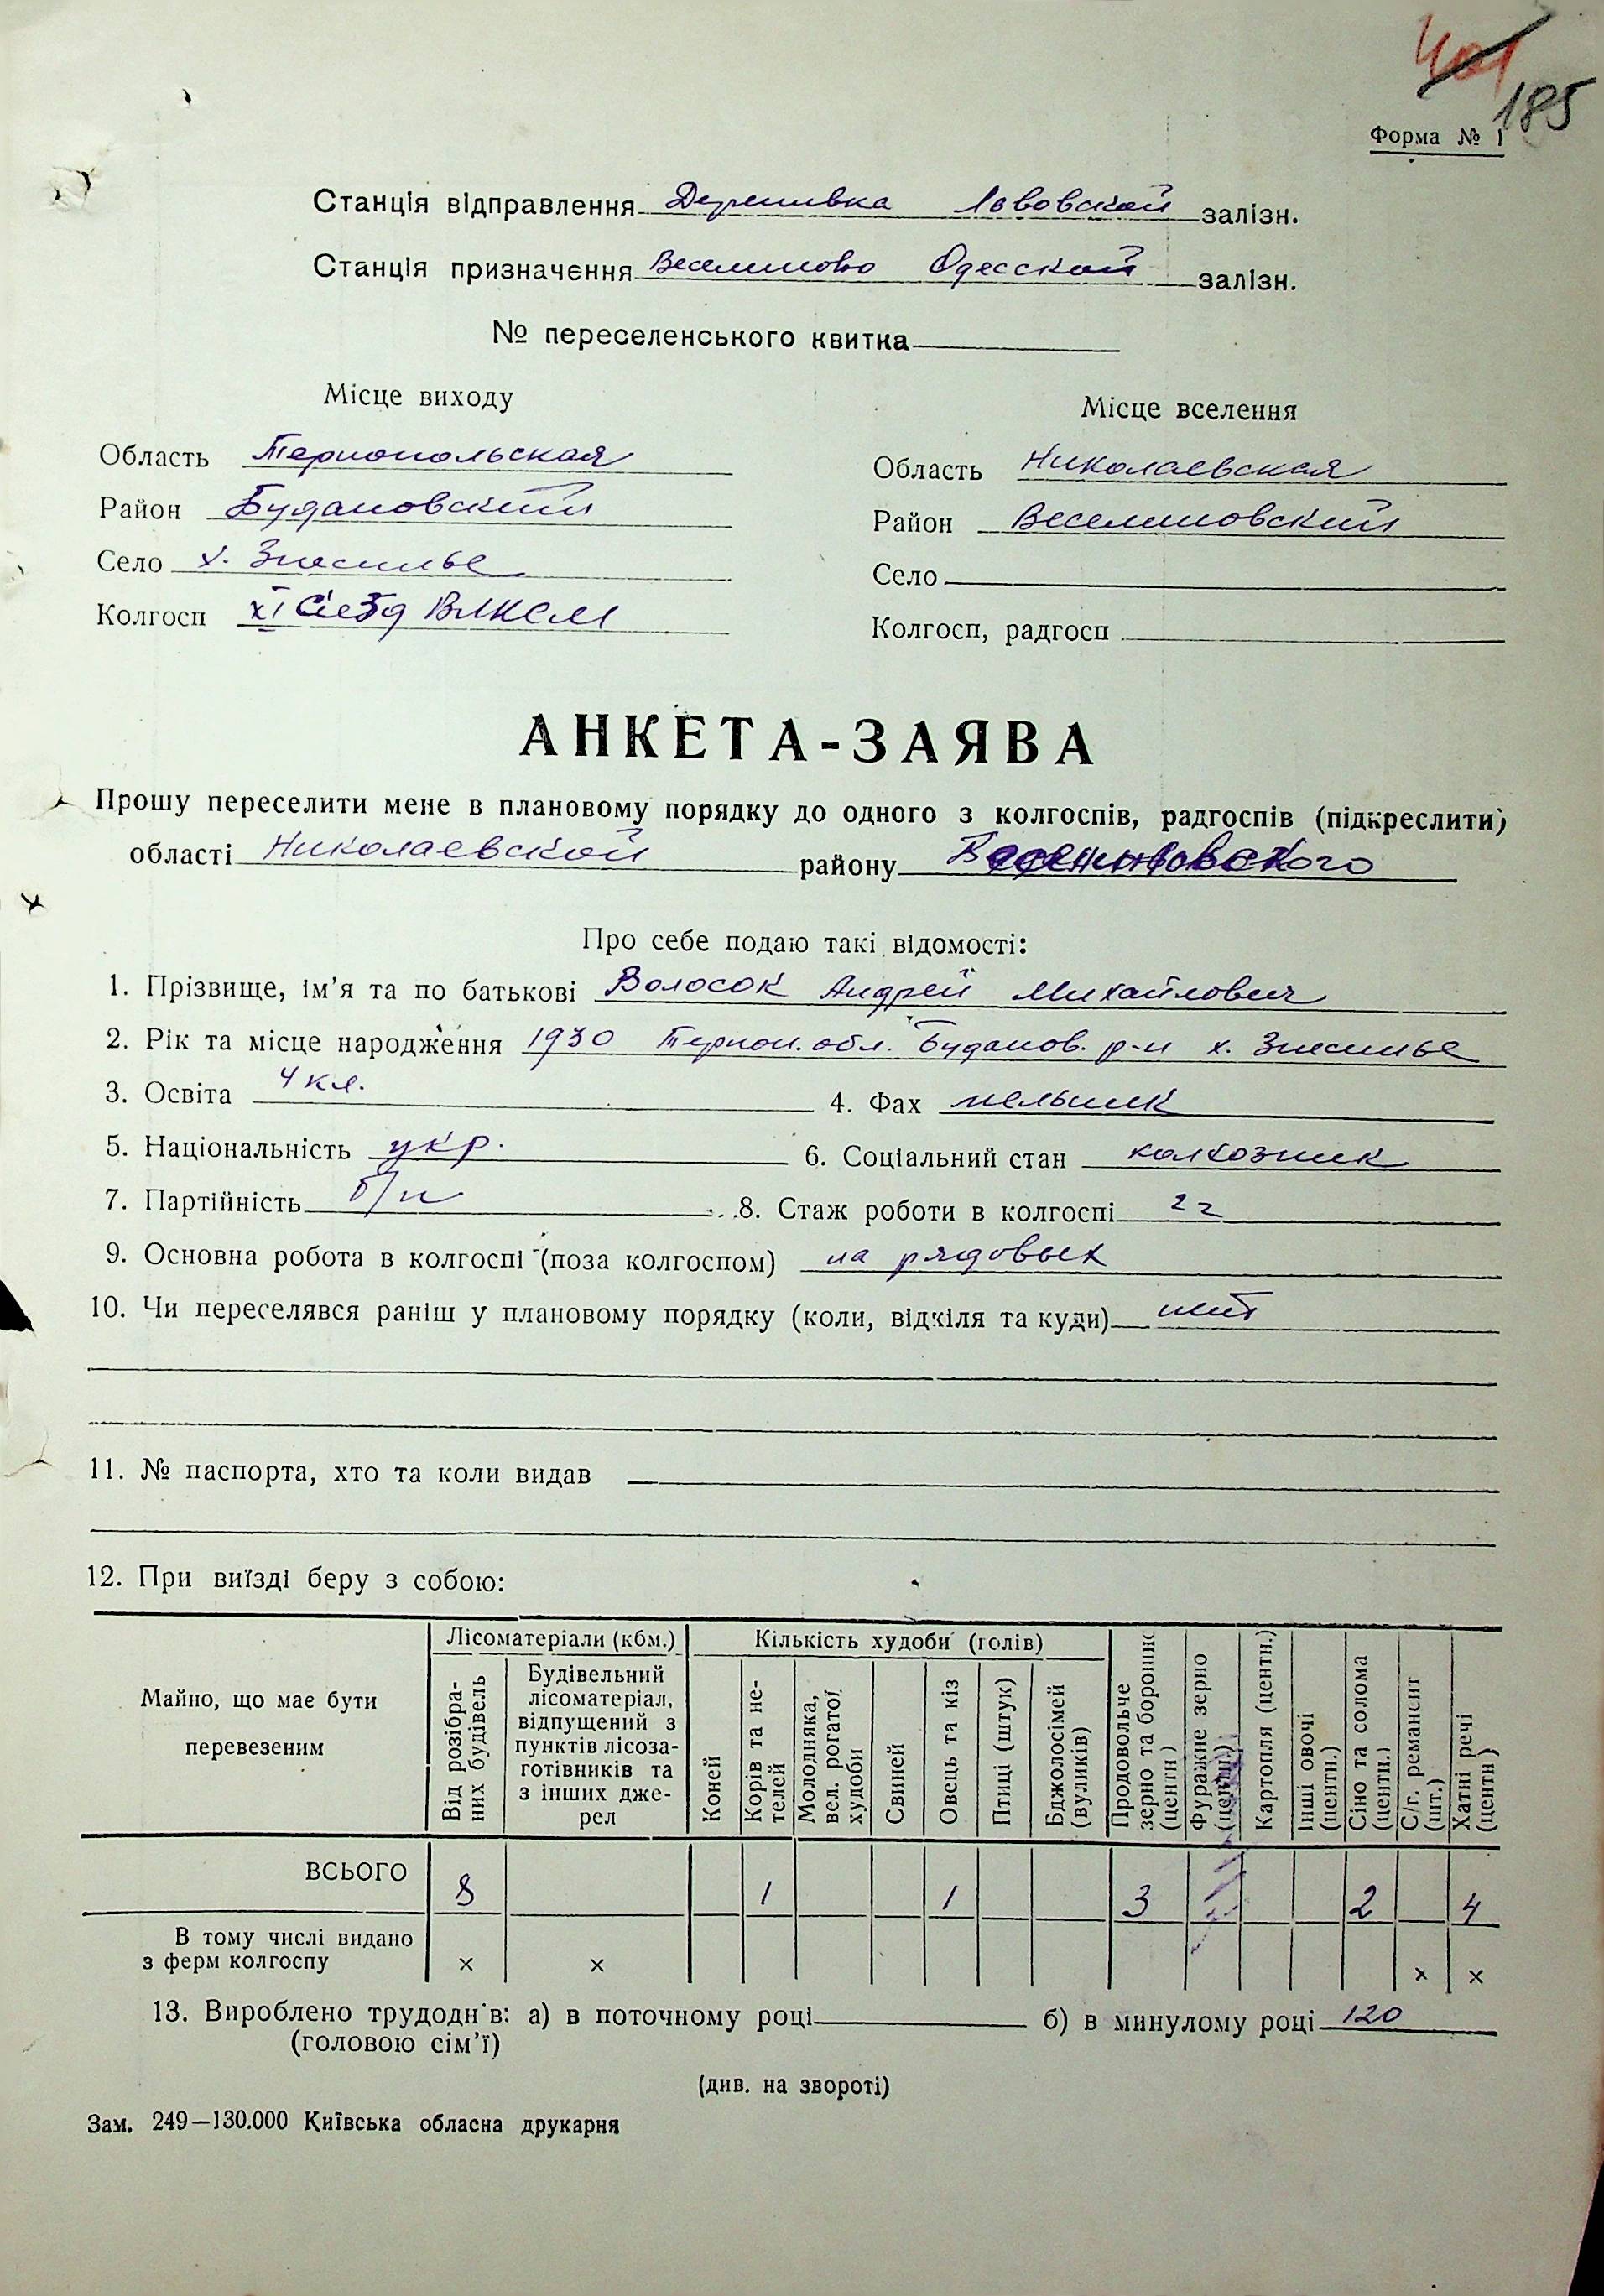 401
185
Форма № 1
Станція відправлення Деренивка Львовской залізн.
Станція призначення Веселиново Одесской залізн.
№ переселенського квитка
Місце виходу
Місце вселення
Область Тернопольская
Область Николаевская
Район Будановский
Район Веселиновский
Село х. Знесинье
Село
Колгосп XI Сьезд ВЛКСМ
Колгосп, радгосп
АНКЕТА-ЗАЯВА
Прошу переселити мене в плановому порядку до одного з колгоспів, радгоспів (підкреслити)
області Николаевской району Веселиновского
Про себе подаю такі відомості:
1. Прізвище, ім'я та по батькові Волосок Андрей Михайлович
2. Рік та місце народження 1930 Терноп. обл. Буданов. р-н х. Знесинье
3. Освіта 4 кл. 4. Фах мельник
5. Національність укр. 6. Соціальний стан колхозник
7. Партійність б/п 8. Стаж роботи в колгоспі 2 г
9. Основна робота в колгоспі (поза колгоспом) на рядовых
10. Чи переселявся раніш у плановому порядку (коли, відкіля та куди) нет
11. № паспорта, хто та коли видав
12. При виїзді беру з собою:
Майно, що має бути перевезеним
Лісоматеріали (кбм.)
Від розібраних будівель
Будівельний лісоматеріал, відпущений з пунктів лісозаготівників та з інших джерел
Кількість худоби (голів)
Коней
Корів та нетелей
Молодняка, вел. рогатої худоби
Свиней
Овець та кіз
Птиці (штук)
Бджолосімей (вуликів)
Продовольче зерно та борошно (центн)
Фуражне зерно (центн.)
Картопля (центн.)
Інші овочі (центн.)
Сіно та солома (центн.)
С/г. реманент (шт.)
Хатні речі (центн)
ВСЬОГО 8 1 1 3 2 4
В тому числі видано з ферм колгоспу × × × ×
13. Вироблено трудоднів: а) в поточному році б) в минулому році 120
(головою сім'ї)
(див. на звороті)
Зам. 249—130.000 Київська обласна друкарня